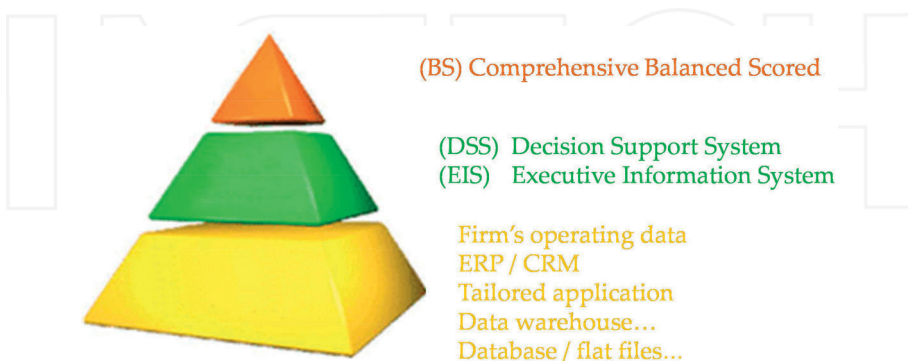 (BS) Comprehensive Balanced Scored
(DSS) Decision Support System
(EIS) Executive Information System
Firm's operating data
ERP / CRM
Tailored application
Data warehouse...
Database / flat files...